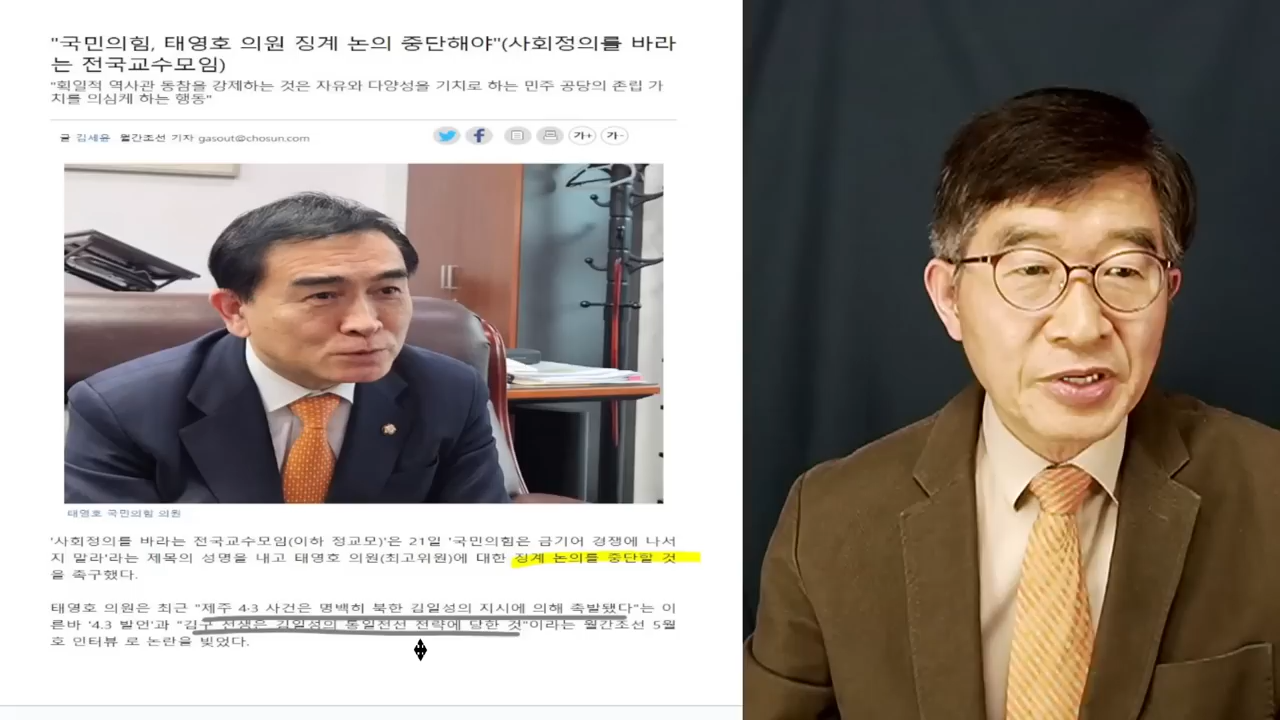 "국민의힘, 태영호 의원 징계 논의 중단해야"(사회정의를 바라
는 전국교수모임)
"획일적 역사관 동참을 강제하는 것은 자유와 다양성을 기치로 하는 민주 공당의 존립 가
치를 의심케 하는 행동"
글 김세윤 월간조선 기자 gasout@chosun.com
가+ 가-
태영호 국민의힘 의원
'사회정의를 바라는 전국교수모임(이하 정교모)'은 21일 '국민의힘은 금기어 경쟁에 나서
지 말라'라는 제목의 성명을 내고 태영호 의원(최고위원)에 대한 징계 논의를 중단할 것
을 촉구했다.
태영호 의원은 최근 "제주 4·3 사건은 명백히 북한 김일성의 지시에 의해 촉발됐다"는 이
른바 '4.3 발언'과 "김구 선생은 김일성의 통일전선 전략에 당한 것"이라는 월간조선 5월
호 인터뷰 로 논란을 빚었다.